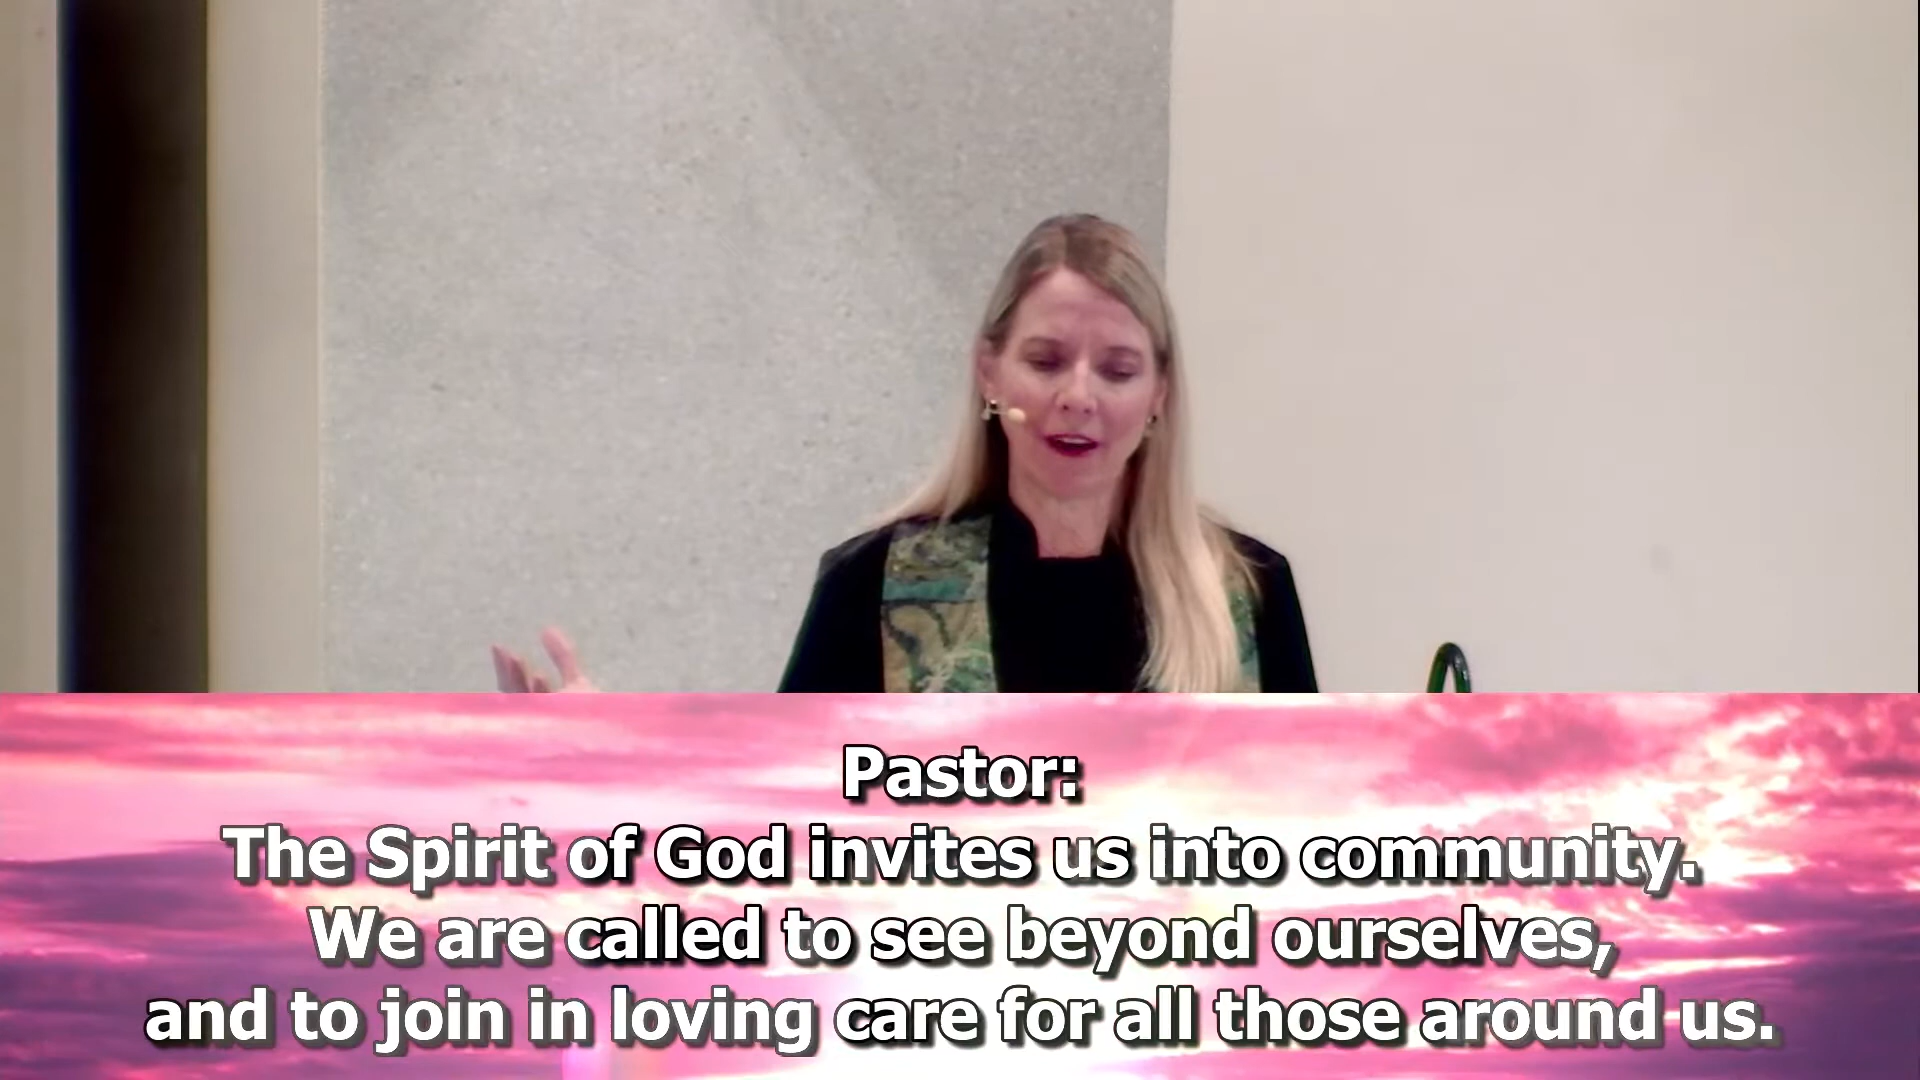 Pastor:
The Spirit of God invites us into community.
We are called to see beyond ourselves,
and to join in loving care for all those around us.